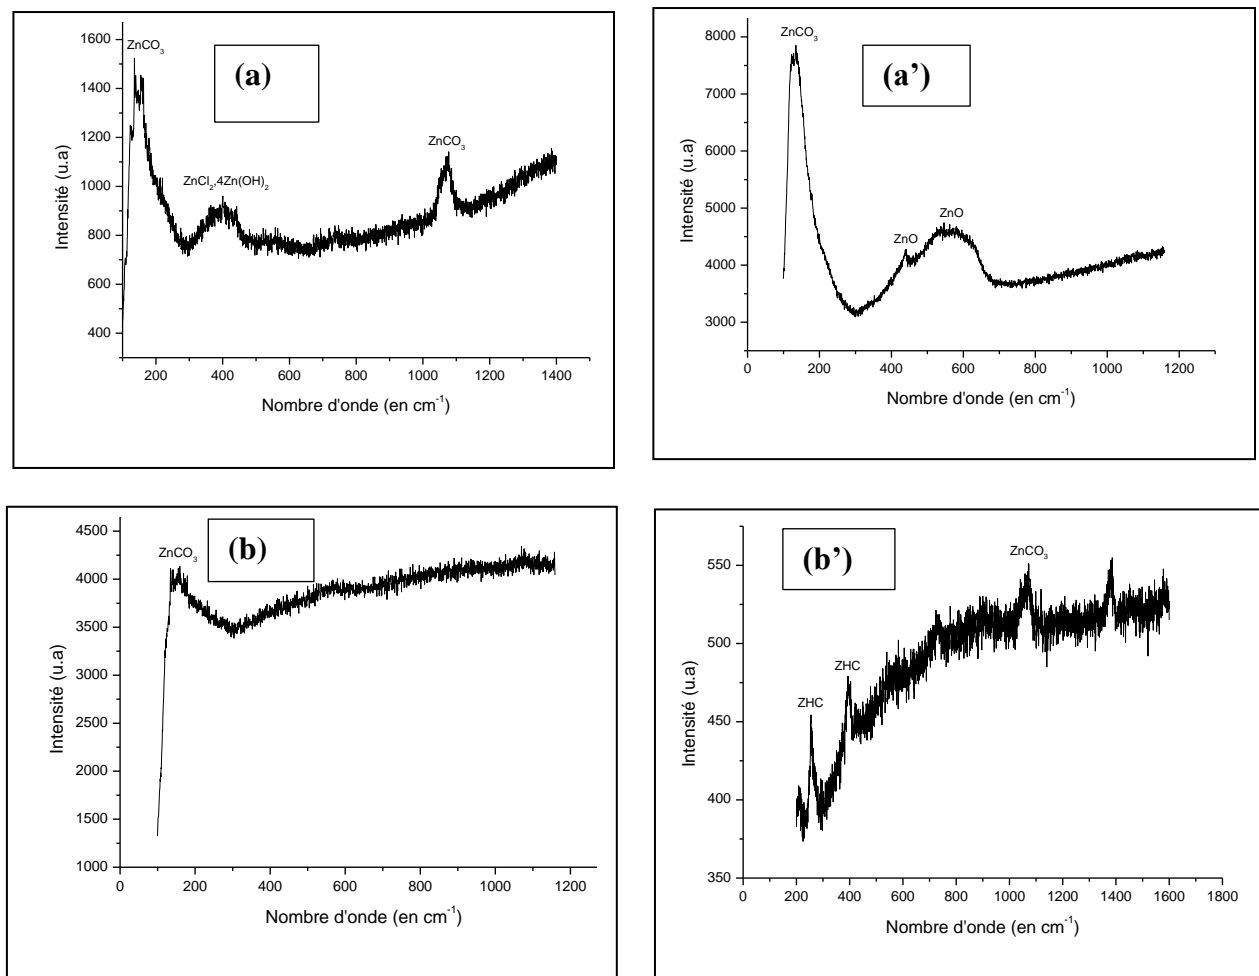 (a)
ZnCO3
ZnCl2,4Zn(OH)2
ZnCO3
1600
1400
1200
1000
800
600
400
200 400 600 800 1000 1200 1400
Intensité (u.a)
Nombre d'onde (en cm-1)
(a')
ZnCO3
ZnO
ZnO
8000
7000
6000
5000
4000
3000
0 200 400 600 800 1000 1200
Intensité (u.a)
Nombre d'onde (en cm-1)
(b)
ZnCO3
4500
4000
3500
3000
2500
2000
1500
1000
0 200 400 600 800 1000 1200
Intensité (u.a)
Nombre d'onde (en cm-1)
(b')
ZnCO3
ZHC
ZHC
550
500
450
400
350
0 200 400 600 800 1000 1200 1400 1600 1800
Intensité (u.a)
Nombre d'onde (en cm-1)